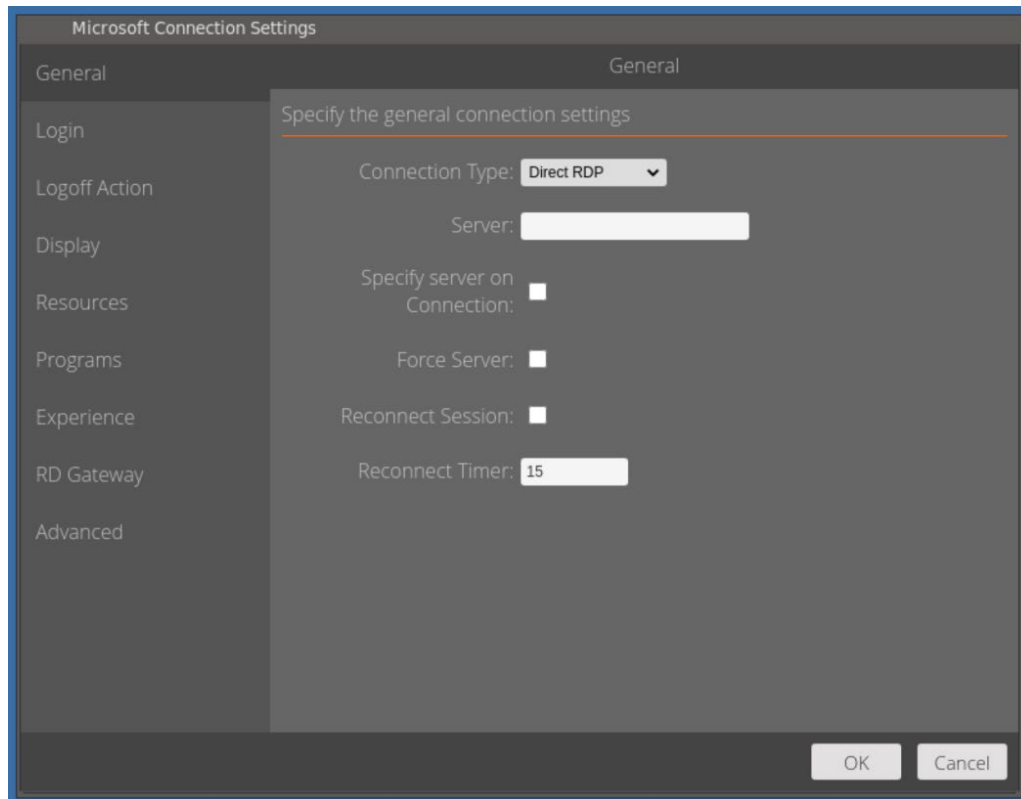 Microsoft Connection Settings
General
General
Login
Logoff Action
Display
Resources
Programs
Experience
RD Gateway
Advanced
Specify the general connection settings
Connection Type: Direct RDP
Server:
Specify server on
Connection:
Force Server:
Reconnect Session:
Reconnect Timer: 15
OK
Cancel